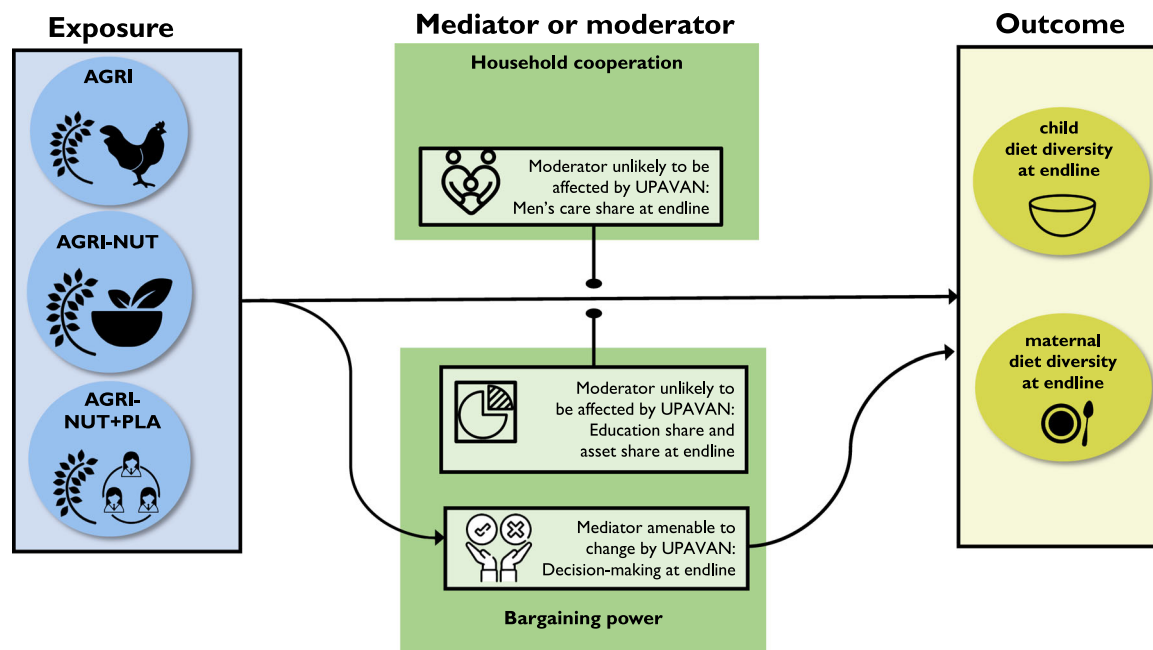 Exposure
AGRI
AGRI-NUT
AGRI-
NUT+PLA
Mediator or moderator
Household cooperation
Moderator unlikely to be
affected by UPAVAN:
Men's care share at endline
Moderator unlikely to
be affected by UPAVAN:
Education share and
asset share at endline
Mediator amenable to
change by UPAVAN:
Decision-making at endline
Bargaining power
Outcome
child
diet diversity
at endline
maternal
diet diversity
at endline